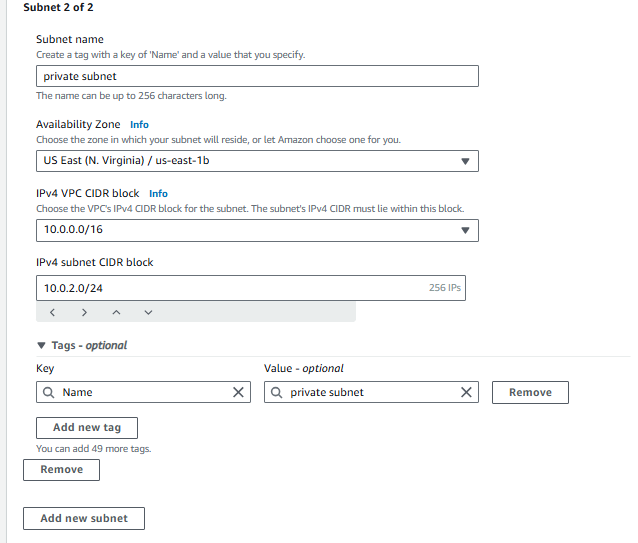 Subnet 2 of 2
Subnet name
Create a tag with a key of 'Name' and a value that you specify.
private subnet
The name can be up to 256 characters long.
Availability Zone Info
Choose the zone in which your subnet will reside, or let Amazon choose one for you.
US East (N. Virginia) / us-east-1b
IPv4 VPC CIDR block Info
Choose the VPC's IPv4 CIDR block for the subnet. The subnet's IPv4 CIDR must lie within this block.
10.0.0.0/16
IPv4 subnet CIDR block
10.0.2.0/24 256 IPs
Tags - optional
Key Value - optional
Name private subnet Remove
Add new tag
You can add 49 more tags.
Remove
Add new subnet